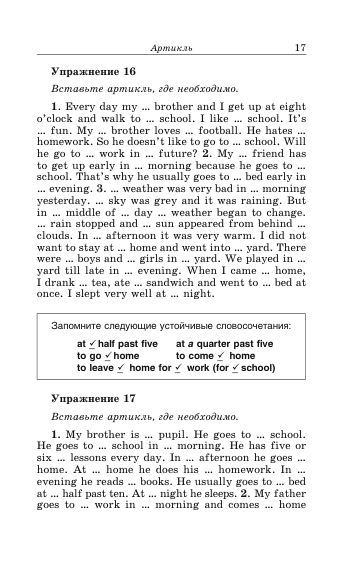 Артикль 17
Упражнение 16
Вставьте артикль, где необходимо.
1. Every day my ... brother and I get up at eight
o'clock and walk to ... school. I like ... school. It's
... fun. My ... brother loves ... football. He hates ...
homework. So he doesn't like to go to ... school. Will
he go to ... work in ... future? 2. My ... friend has
to get up early in ... morning because he goes to ...
school. That's why he usually goes to ... bed early in
... evening. 3. ... weather was very bad in ... morning
yesterday. ... sky was grey and it was raining. But
in ... middle of ... day ... weather began to change.
... rain stopped and ... sun appeared from behind ...
clouds. In ... afternoon it was very warm. I did not
want to stay at ... home and went into ... yard. There
were ... boys and ... girls in ... yard. We played in ...
yard till late in ... evening. When I came ... home,
I drank ... tea, ate ... sandwich and went to ... bed at
once. I slept very well at ... night.
Запомните следующие устойчивые словосочетания:
at ✓ half past five at a quarter past five
to go ✓ home to come ✓ home
to leave ✓ home for ✓ work (for ✓ school)
Упражнение 17
Вставьте артикль, где необходимо.
1. My brother is ... pupil. He goes to ... school.
He goes to ... school in ... morning. He has five or
six ... lessons every day. In ... afternoon he goes ...
home. At ... home he does his ... homework. In ...
evening he reads ... books. He usually goes to ... bed
at ... half past ten. At ... night he sleeps. 2. My father
goes to ... work in ... morning and comes ... home